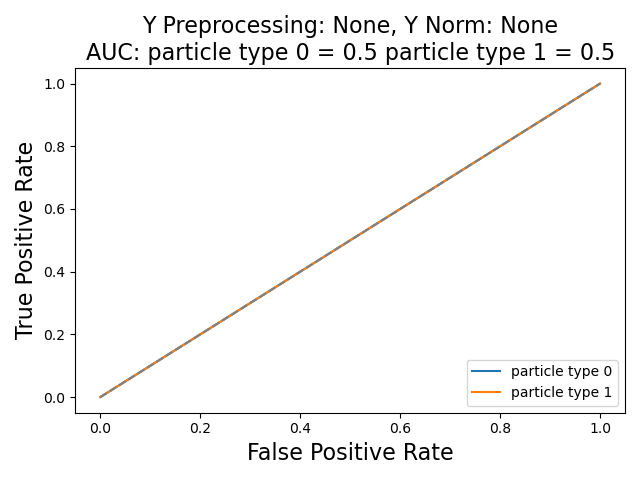 Y Preprocessing: None, Y Norm: None
AUC: particle type 0 = 0.5 particle type 1 = 0.5
True Positive Rate
1.0
0.8
0.6
0.4
0.2
0.0
particle type 0
particle type 1
0.0 0.2 0.4 0.6 0.8 1.0
False Positive Rate